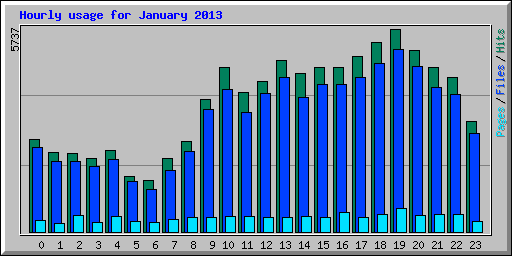 Hourly usage for January 2013
5737
Pages / Files / Hits
0 1 2 3 4 5 6 7 8 9 10 11 12 13 14 15 16 17 18 19 20 21 22 23